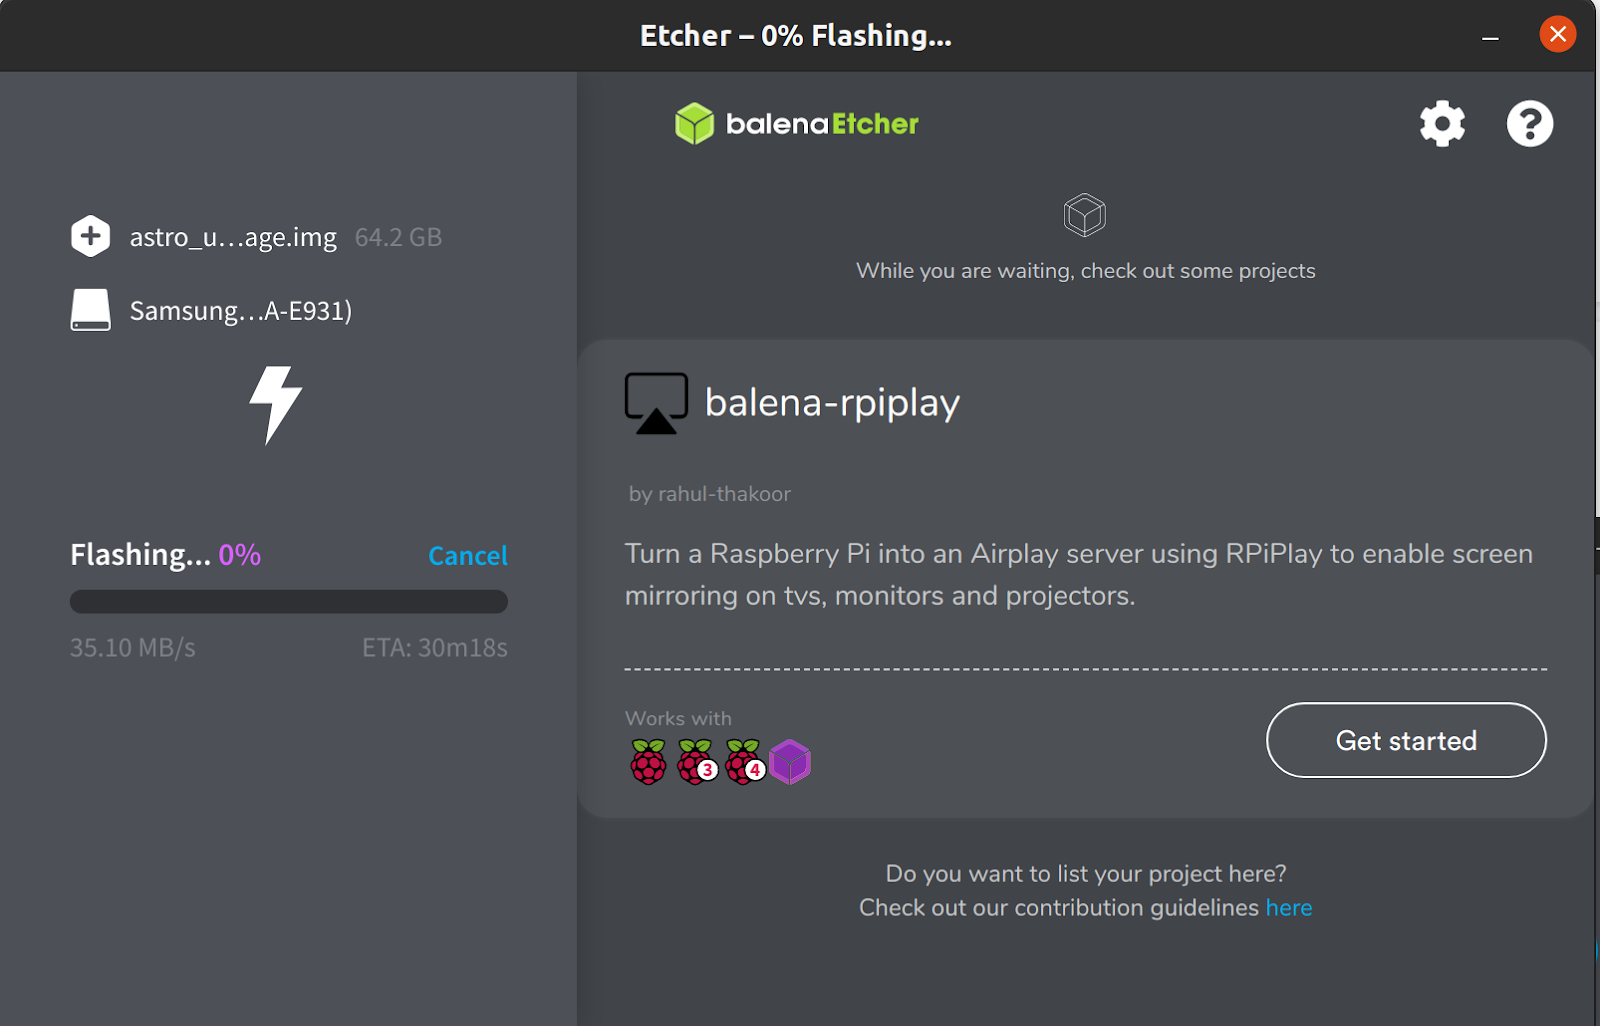 Etcher – 0% Flashing...
astro_u...age.img 64.2 GB
Samsung...A-E931)
Flashing... 0% Cancel
35.10 MB/s ETA: 30m18s
balenaEtcher
While you are waiting, check out some projects
balena-rpiplay
by rahul-thakoor
Turn a Raspberry Pi into an Airplay server using RPiPlay to enable screen
mirroring on tvs, monitors and projectors.
Works with
3 4
Get started
Do you want to list your project here?
Check out our contribution guidelines here